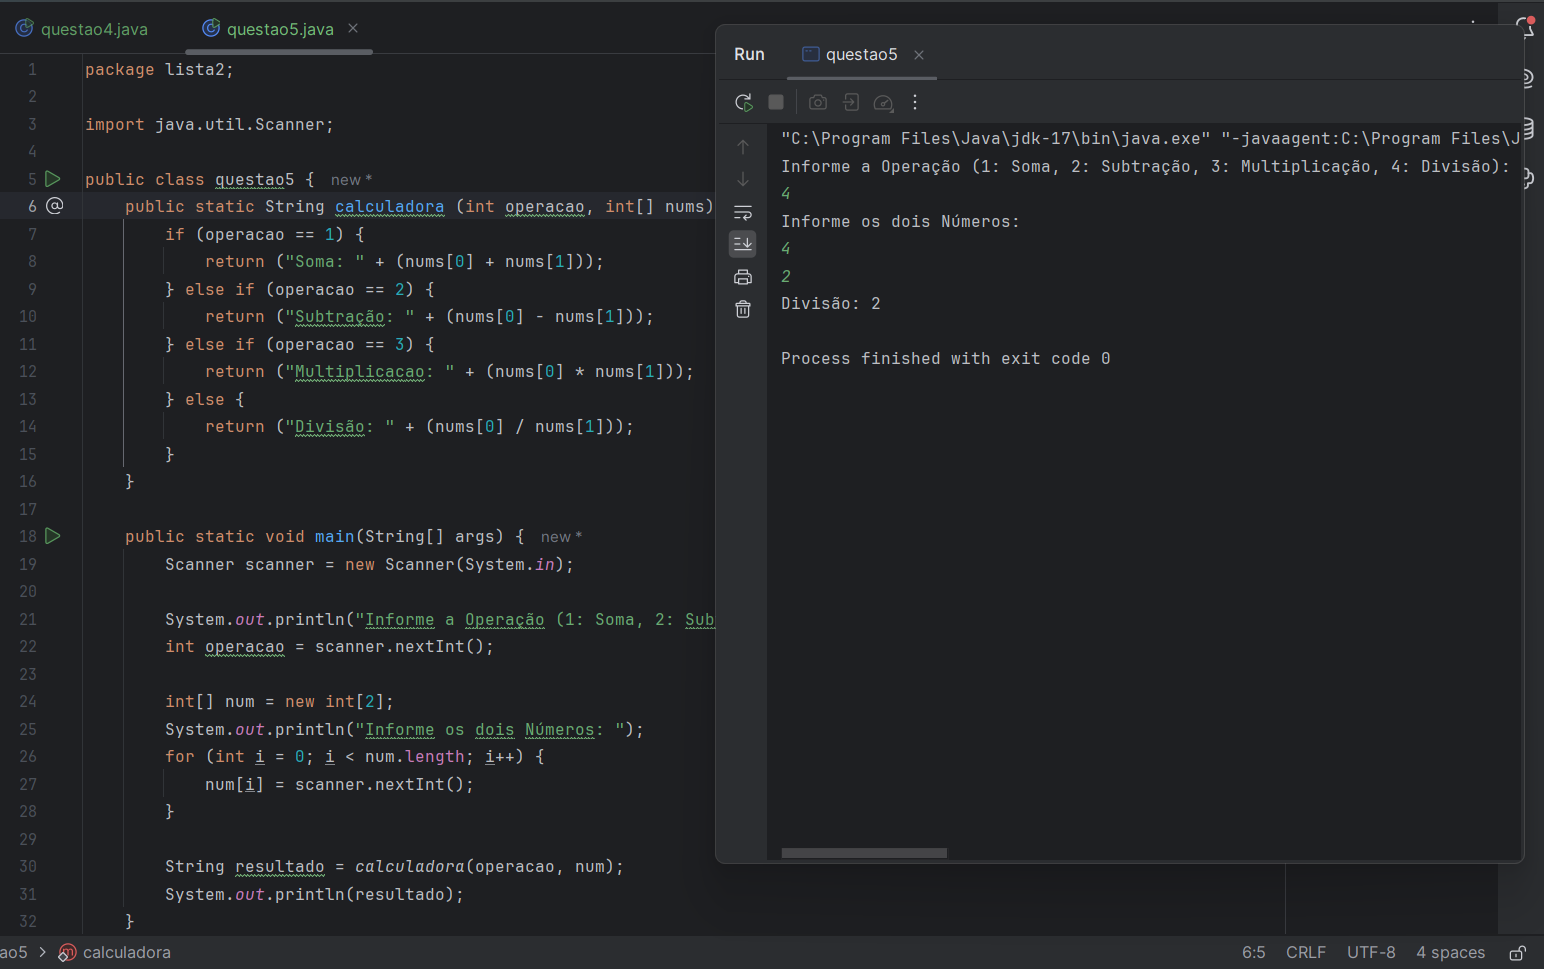 questao4.java
questao5.java
1 package lista2;
2
3 import java.util.Scanner;
4
5 public class questao5 { new *
6 public static String calculadora (int operacao, int[] nums)
7 if (operacao == 1) {
8 return ("Soma: " + (nums[0] + nums[1]));
9 } else if (operacao == 2) {
10 return ("Subtração: " + (nums[0] - nums[1]));
11 } else if (operacao == 3) {
12 return ("Multiplicacao: " + (nums[0] * nums[1]));
13 } else {
14 return ("Divisão: " + (nums[0] / nums[1]));
15 }
16 }
17
18 public static void main(String[] args) { new *
19 Scanner scanner = new Scanner(System.in);
20
21 System.out.println("Informe a Operação (1: Soma, 2: Sub
22 int operacao = scanner.nextInt();
23
24 int[] num = new int[2];
25 System.out.println("Informe os dois Números: ");
26 for (int i = 0; i < num.length; i++) {
27 num[i] = scanner.nextInt();
28 }
29
30 String resultado = calculadora(operacao, num);
31 System.out.println(resultado);
32 }
Run
questao5
"C:\Program Files\Java\jdk-17\bin\java.exe" "-javaagent:C:\Program Files\J
Informe a Operação (1: Soma, 2: Subtração, 3: Multiplicação, 4: Divisão):
4
Informe os dois Números:
4
2
Divisão: 2
Process finished with exit code 0
ao5 > calculadora
6:5 CRLF UTF-8 4 spaces